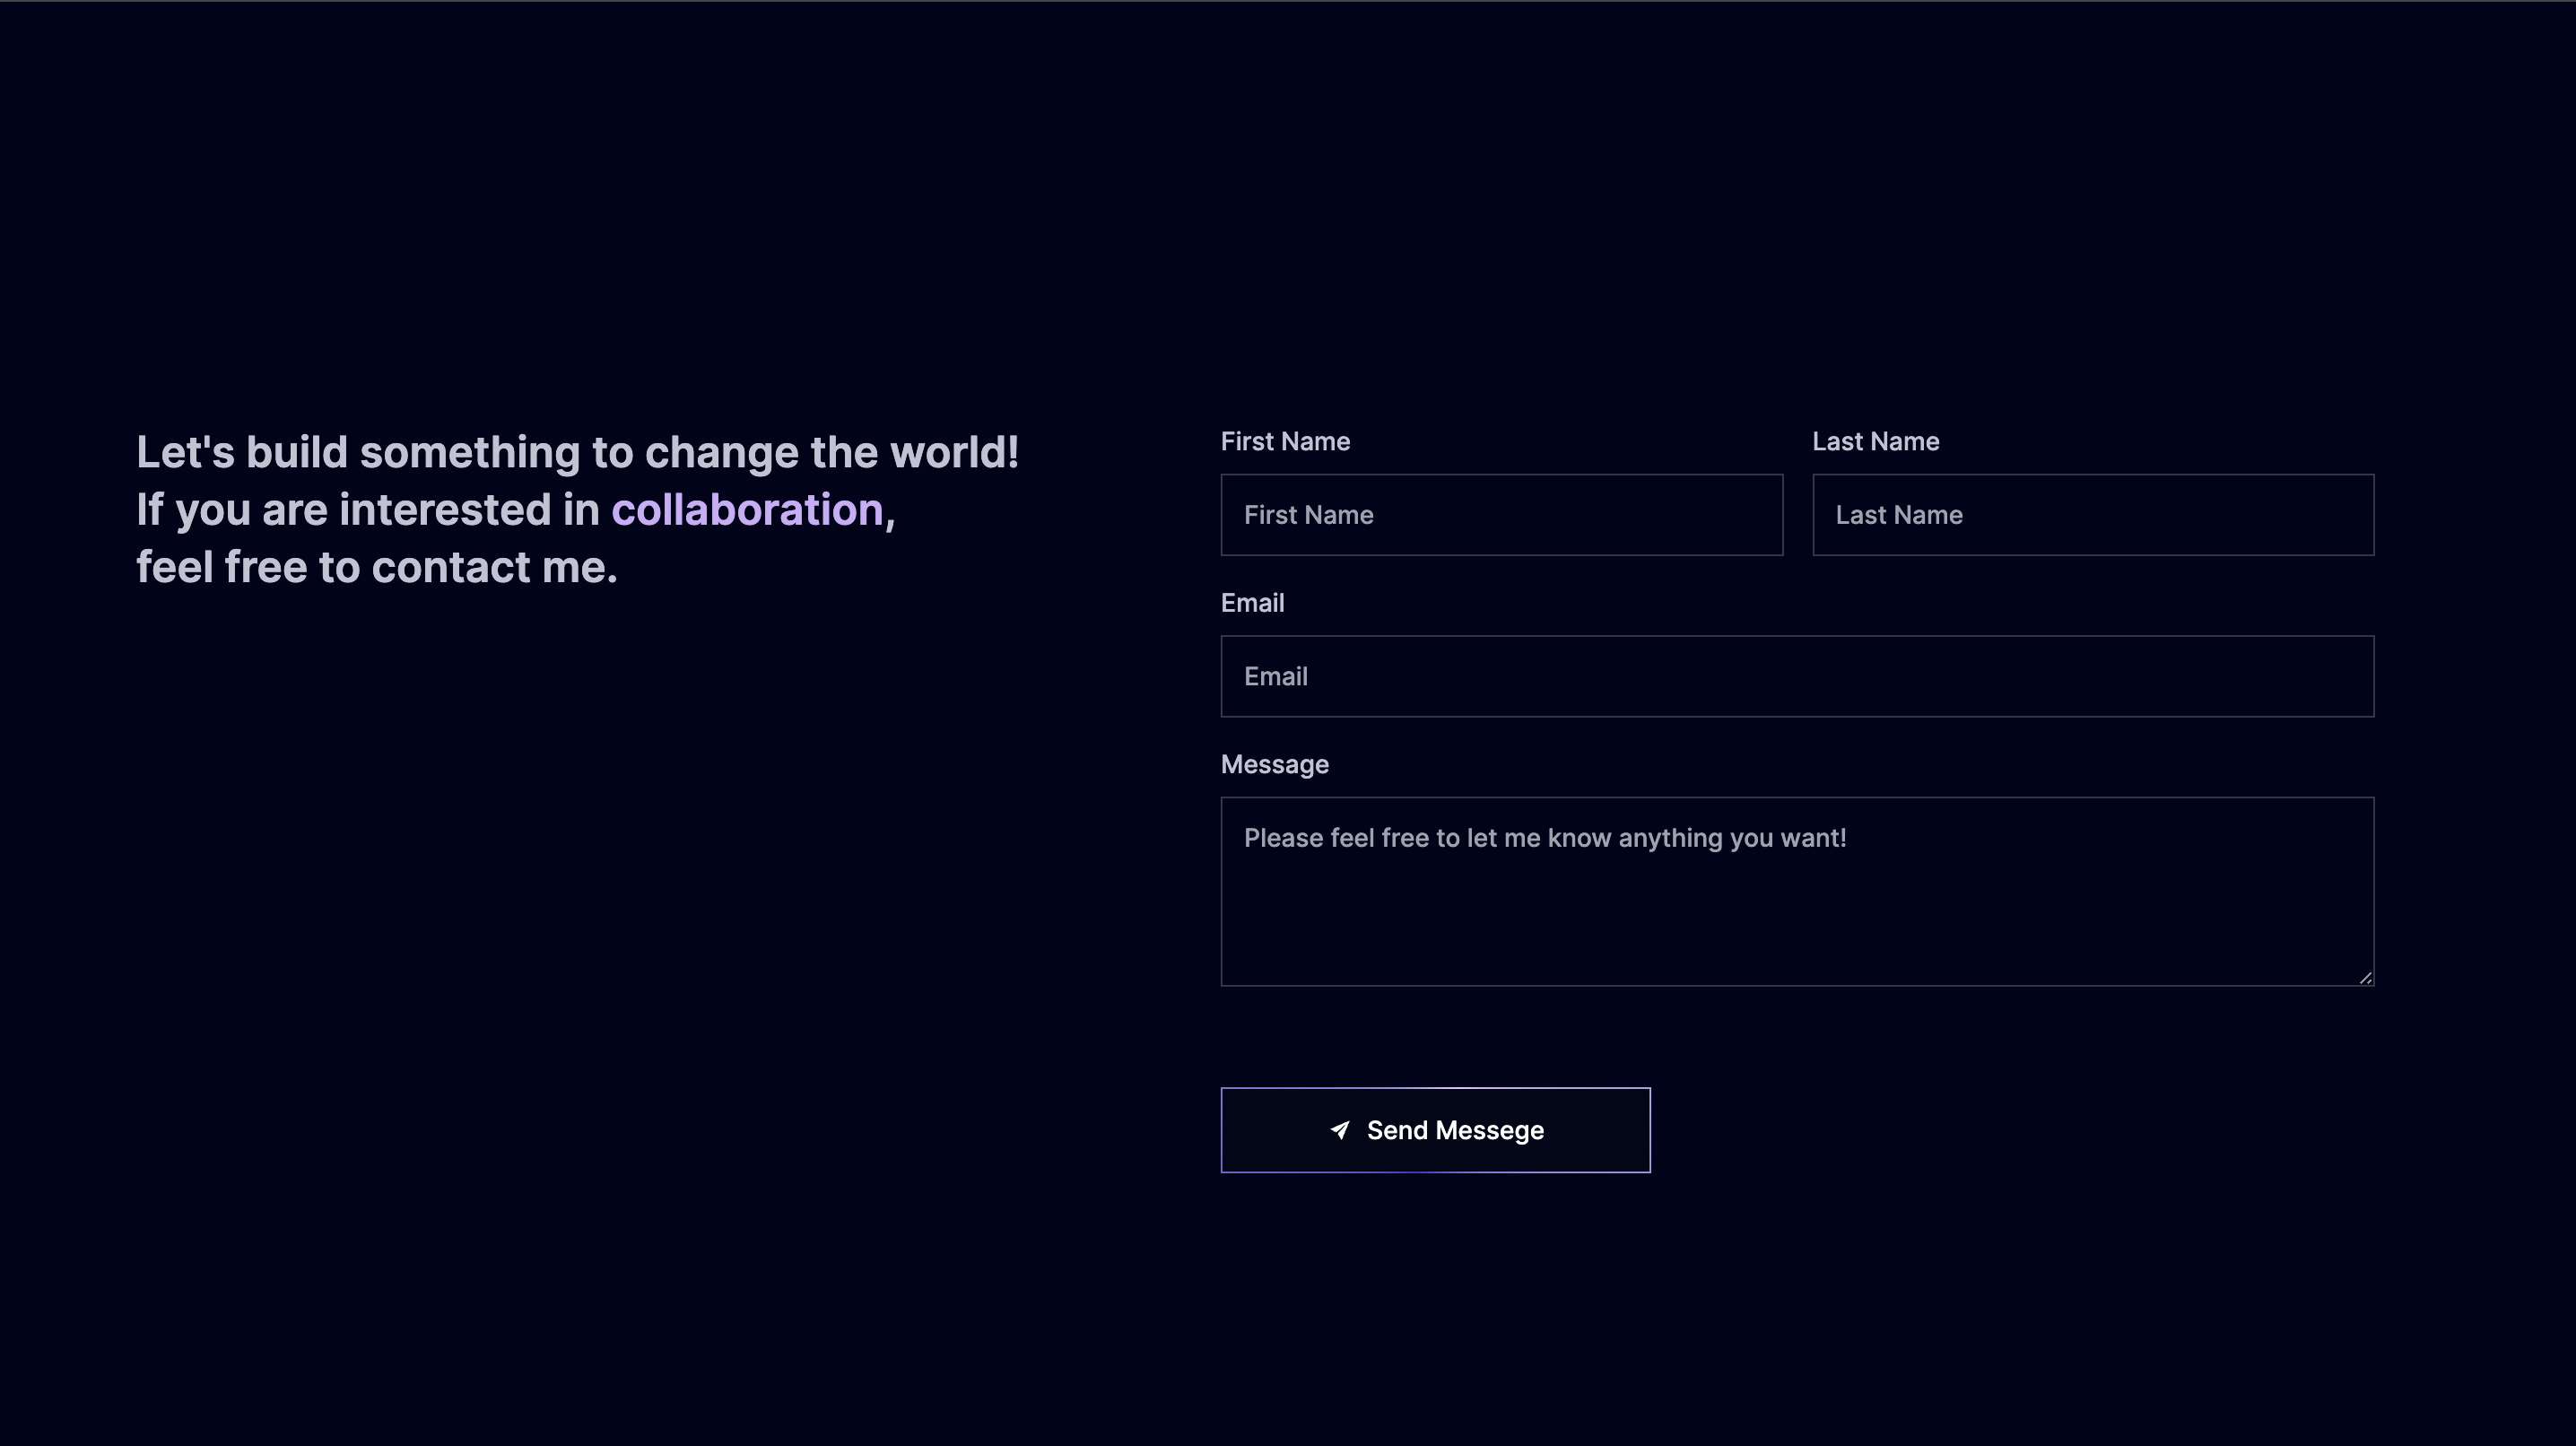 Let's build something to change the world!
If you are interested in collaboration,
feel free to contact me.
First Name
Last Name
First Name
Last Name
Email
Email
Message
Please feel free to let me know anything you want!
Send Messege